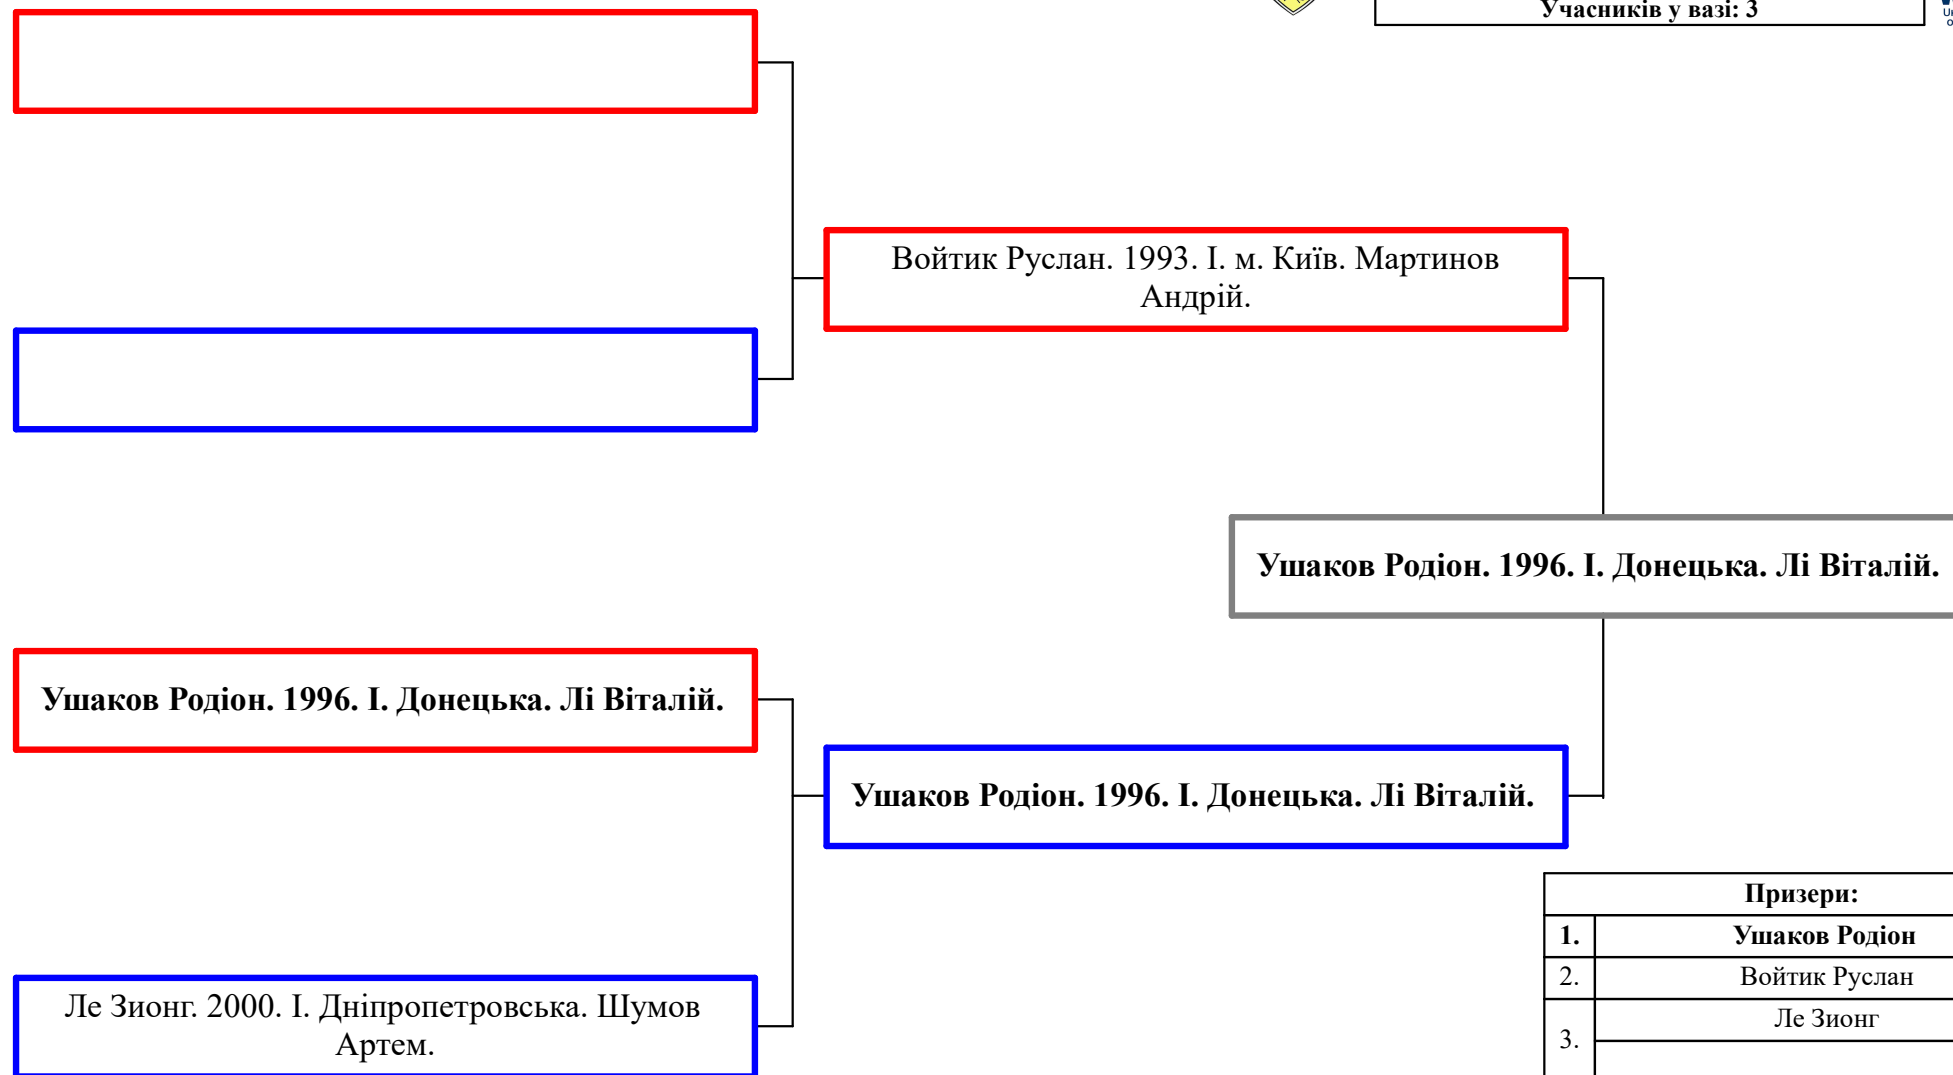 Учасників у вазі: 3
Войтик Руслан. 1993. І. м. Київ. Мартинов
Андрій.
Ушаков Родіон. 1996. І. Донецька. Лі Віталій.
Ушаков Родіон. 1996. І. Донецька. Лі Віталій.
Ушаков Родіон. 1996. І. Донецька. Лі Віталій.
Ле Зионг. 2000. І. Дніпропетровська. Шумов
Артем.
Призери:
1. Ушаков Родіон
2. Войтик Руслан
3. Ле Зионг